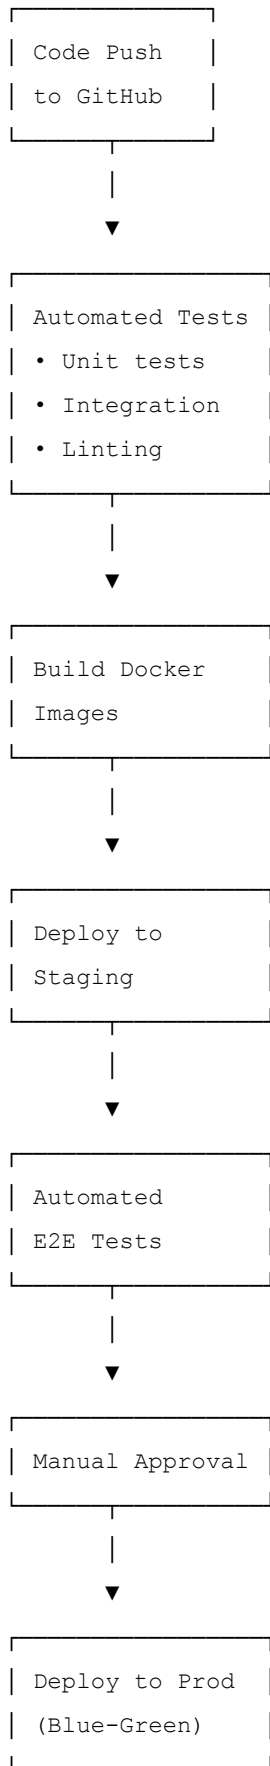 Code Push
to GitHub
Automated Tests
• Unit tests
• Integration
• Linting
Build Docker
Images
Deploy to
Staging
Automated
E2E Tests
Manual Approval
Deploy to Prod
(Blue-Green)